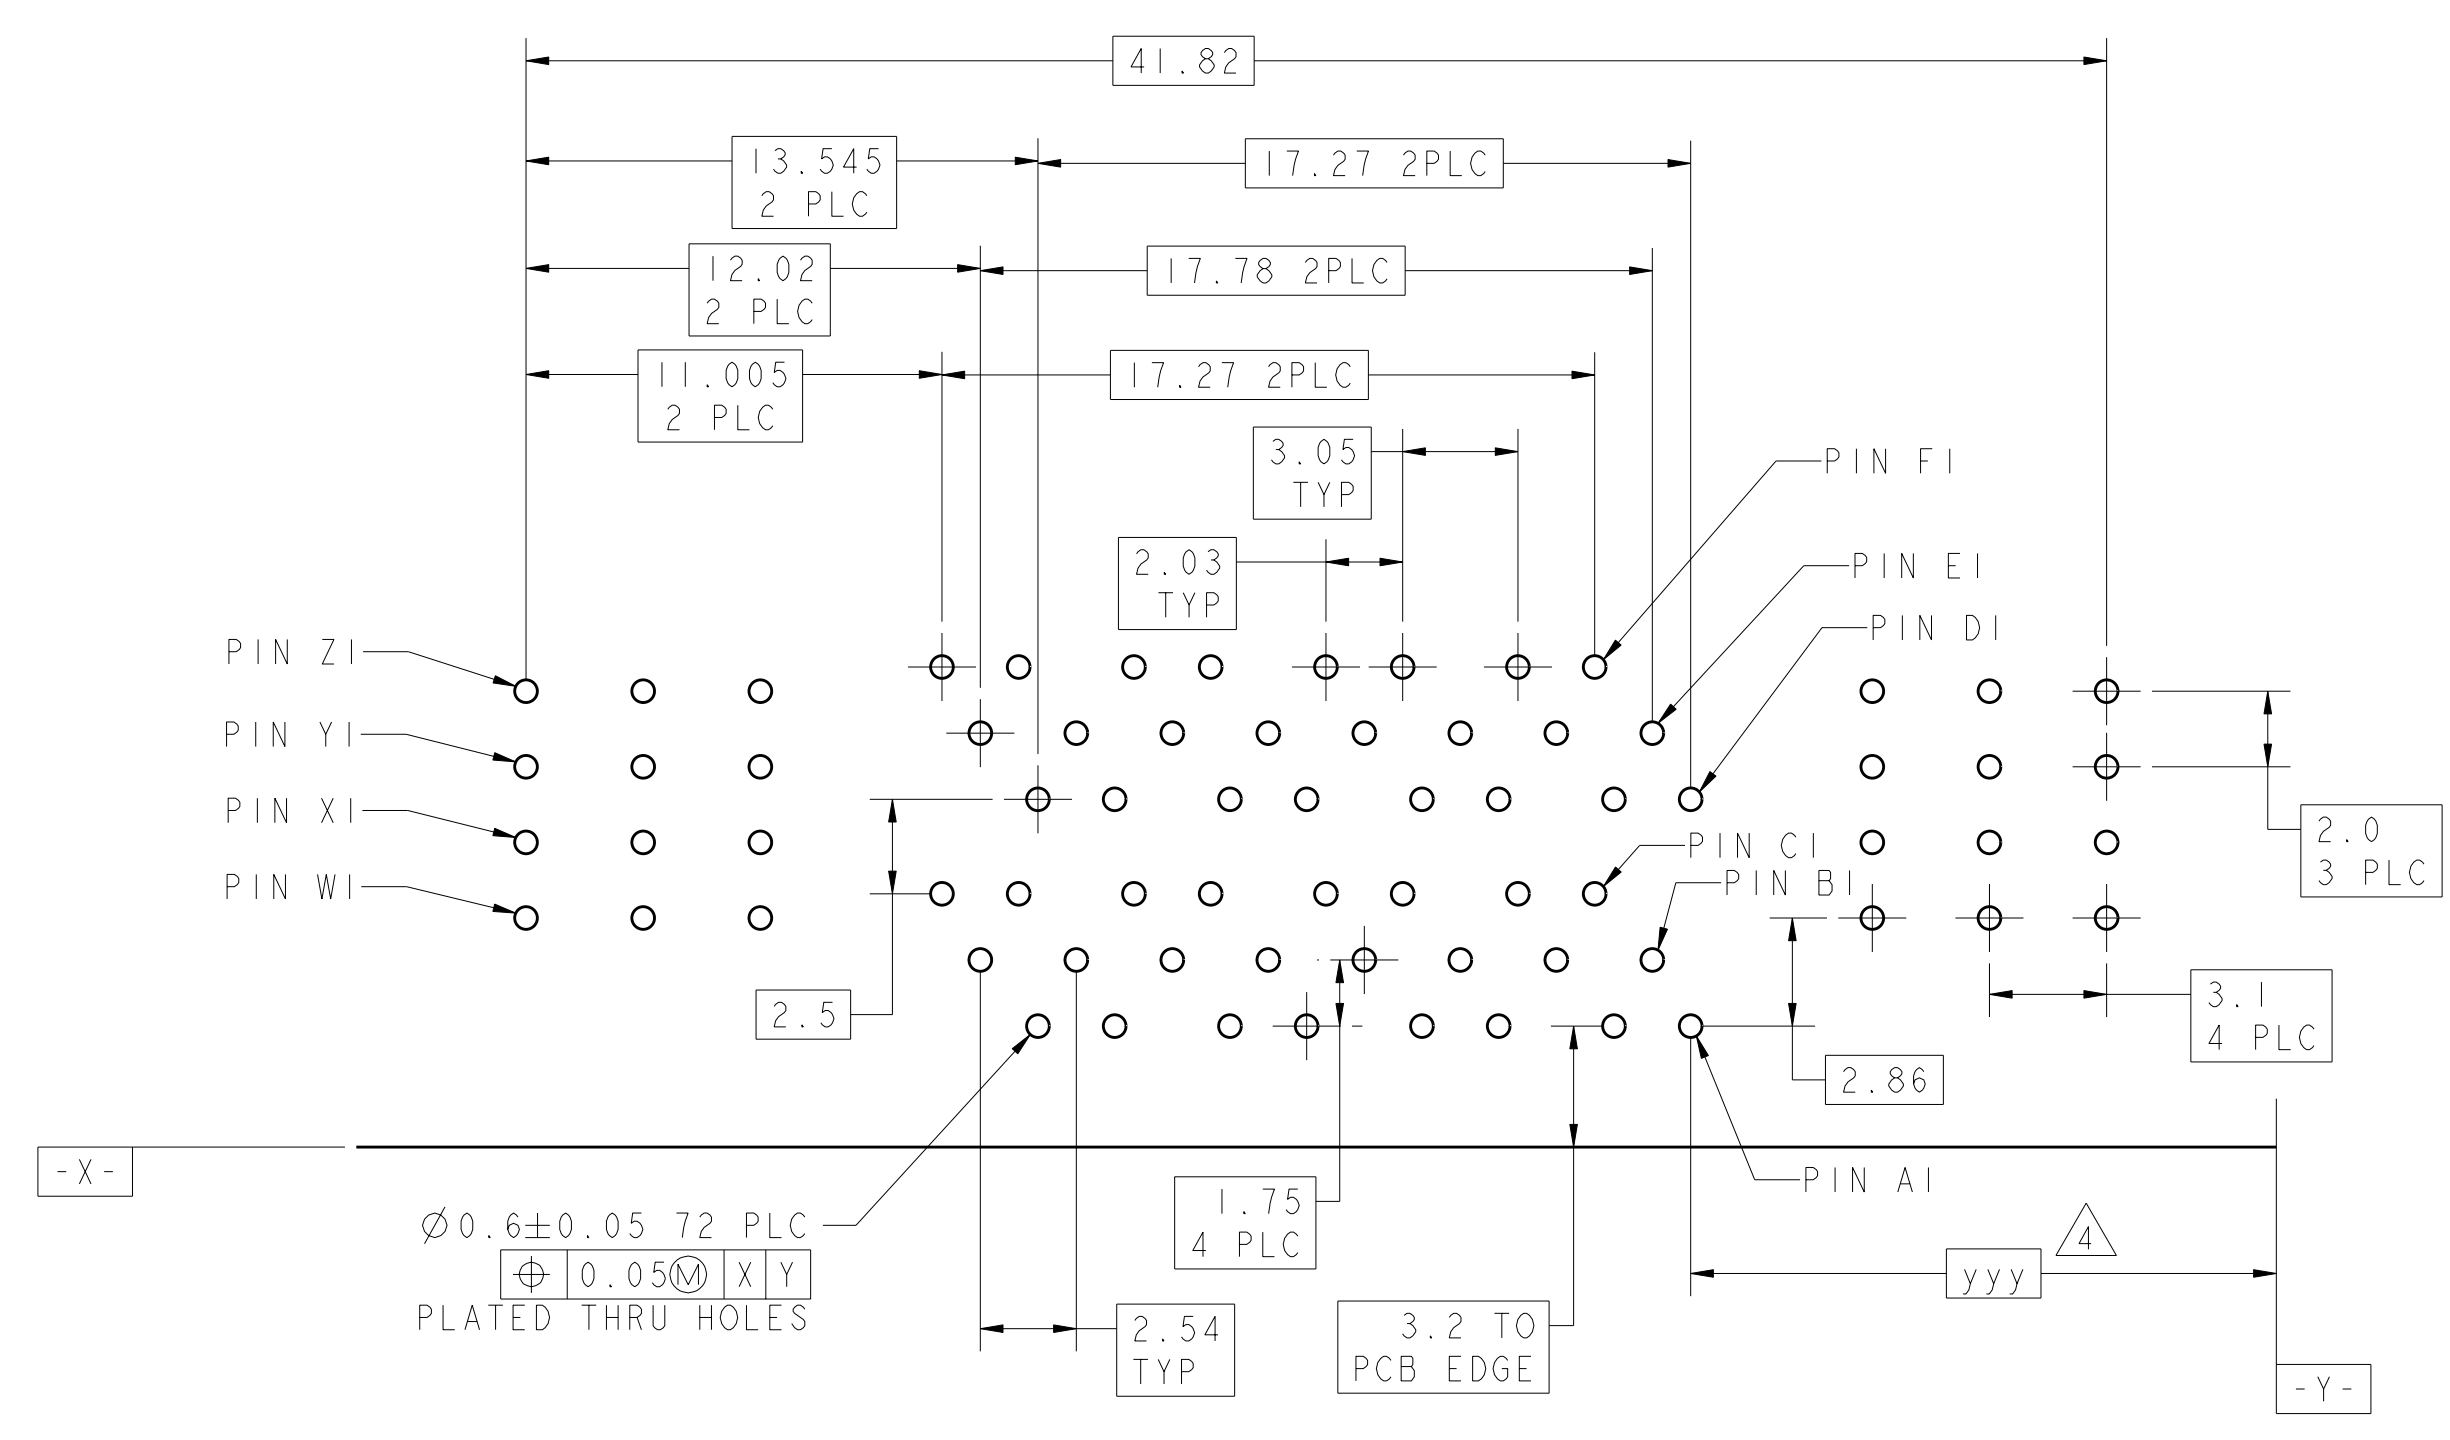 41.82
13.545
2 PLC
17.27 2PLC
12.02
2 PLC
17.78 2PLC
11.005
2 PLC
17.27 2PLC
3.05
TYP
PIN F1
2.03
TYP
PIN E1
PIN D1
PIN Z1
PIN Y1
PIN X1
PIN W1
2.0
3 PLC
PIN C1
PIN B1
2.5
3.1
4 PLC
2.86
-X-
PIN A1
1.75
4 PLC
Ø0.6±0.05 72 PLC
⌖ 0.05Ⓜ X Y
PLATED THRU HOLES
4
yyy
2.54
TYP
3.2 TO
PCB EDGE
-Y-